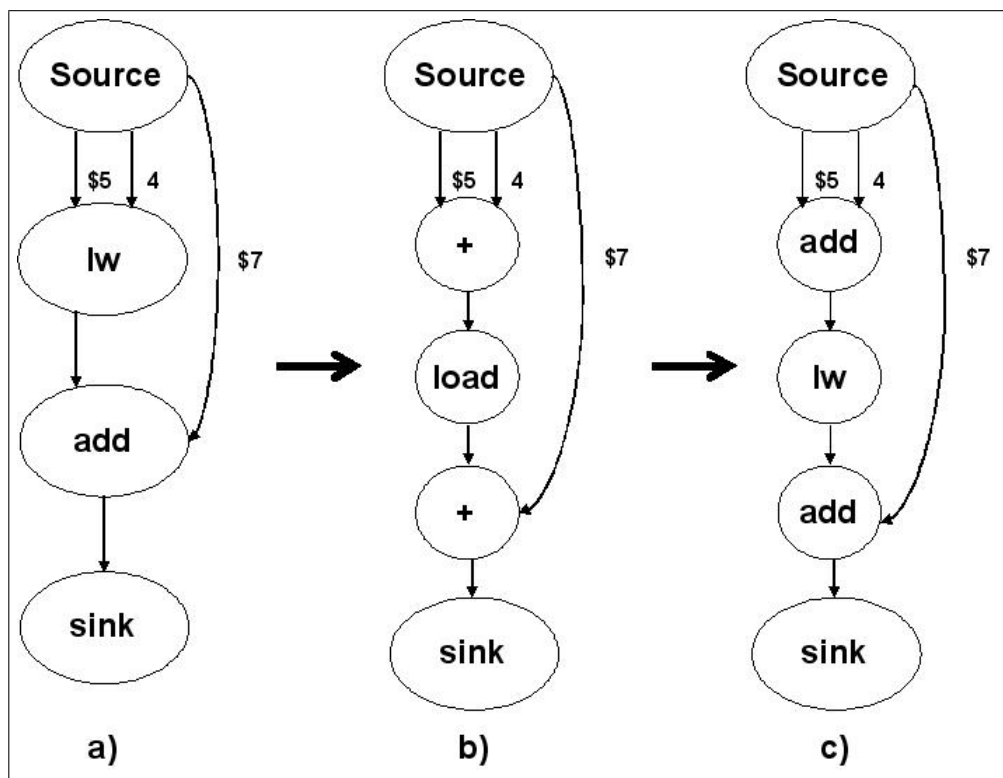 Source
$5 4
lw
$7
add
sink
a)
Source
$5 4
+
$7
load
+
sink
b)
Source
$5 4
add
$7
lw
add
sink
c)